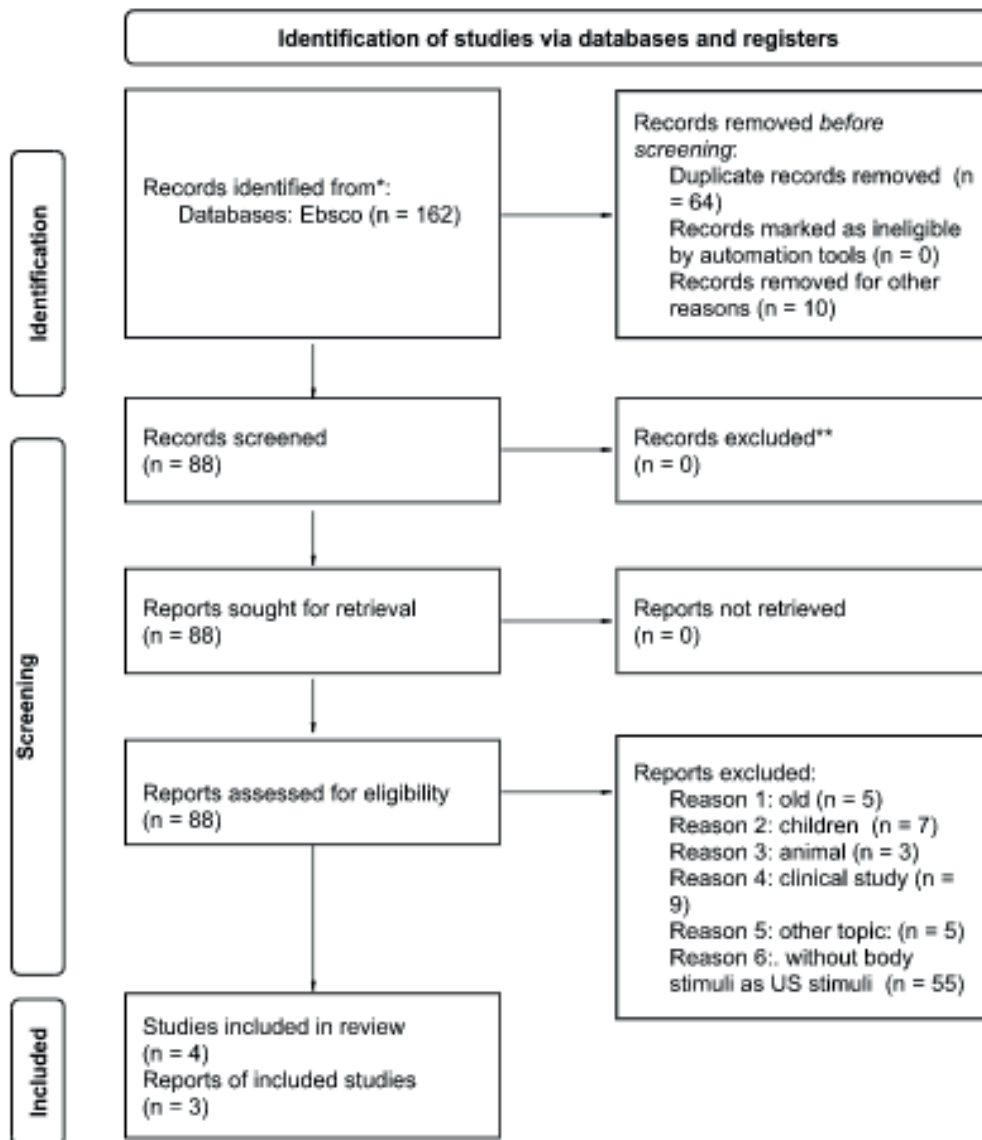 Identification of studies via databases and registers
Identification
Records identified from*:
Databases: Ebsco (n = 162)
Records removed before
screening:
Duplicate records removed (n
= 64)
Records marked as ineligible
by automation tools (n = 0)
Records removed for other
reasons (n = 10)
Screening
Records screened
(n = 88)
Records excluded**
(n = 0)
Reports sought for retrieval
(n = 88)
Reports not retrieved
(n = 0)
Reports assessed for eligibility
(n = 88)
Reports excluded:
Reason 1: old (n = 5)
Reason 2: children (n = 7)
Reason 3: animal (n = 3)
Reason 4: clinical study (n =
9)
Reason 5: other topic: (n = 5)
Reason 6:. without body
stimuli as US stimuli (n = 55)
Included
Studies included in review
(n = 4)
Reports of included studies
(n = 3)